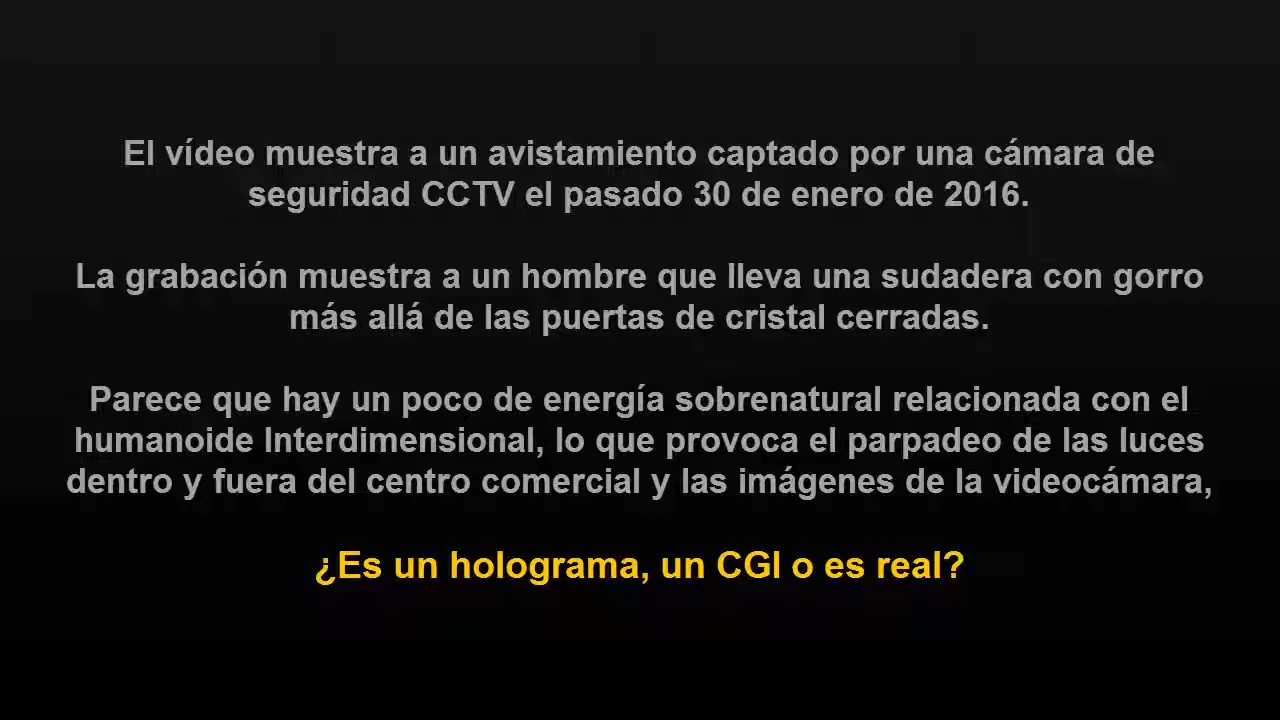 El vídeo muestra a un avistamiento captado por una cámara de
seguridad CCTV el pasado 30 de enero de 2016.
La grabación muestra a un hombre que lleva una sudadera con gorro
más allá de las puertas de cristal cerradas.
Parece que hay un poco de energía sobrenatural relacionada con el
humanoide Interdimensional, lo que provoca el parpadeo de las luces
dentro y fuera del centro comercial y las imágenes de la videocámara,
¿Es un holograma, un CGI o es real?